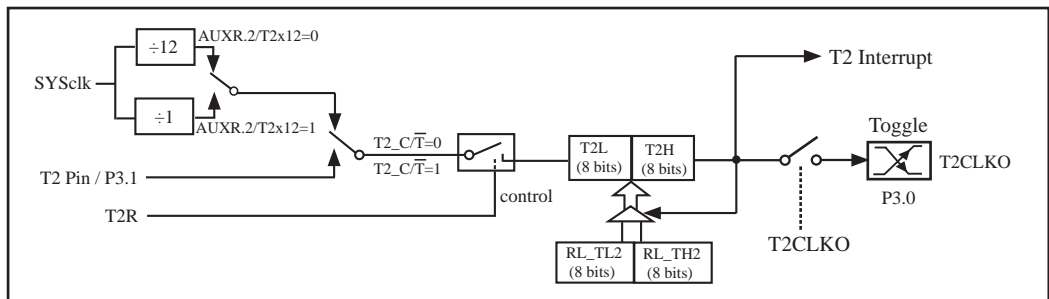 ÷12
AUXR.2/T2x12=0
SYSclk
÷1
AUXR.2/T2x12=1
T2 Interrupt
Toggle
T2_C/T̅=0
T2_C/T̅=1
T2L
(8 bits)
T2H
(8 bits)
T2CLKO
T2 Pin / P3.1
control
P3.0
T2R
T2CLKO
RL_TL2
(8 bits)
RL_TH2
(8 bits)